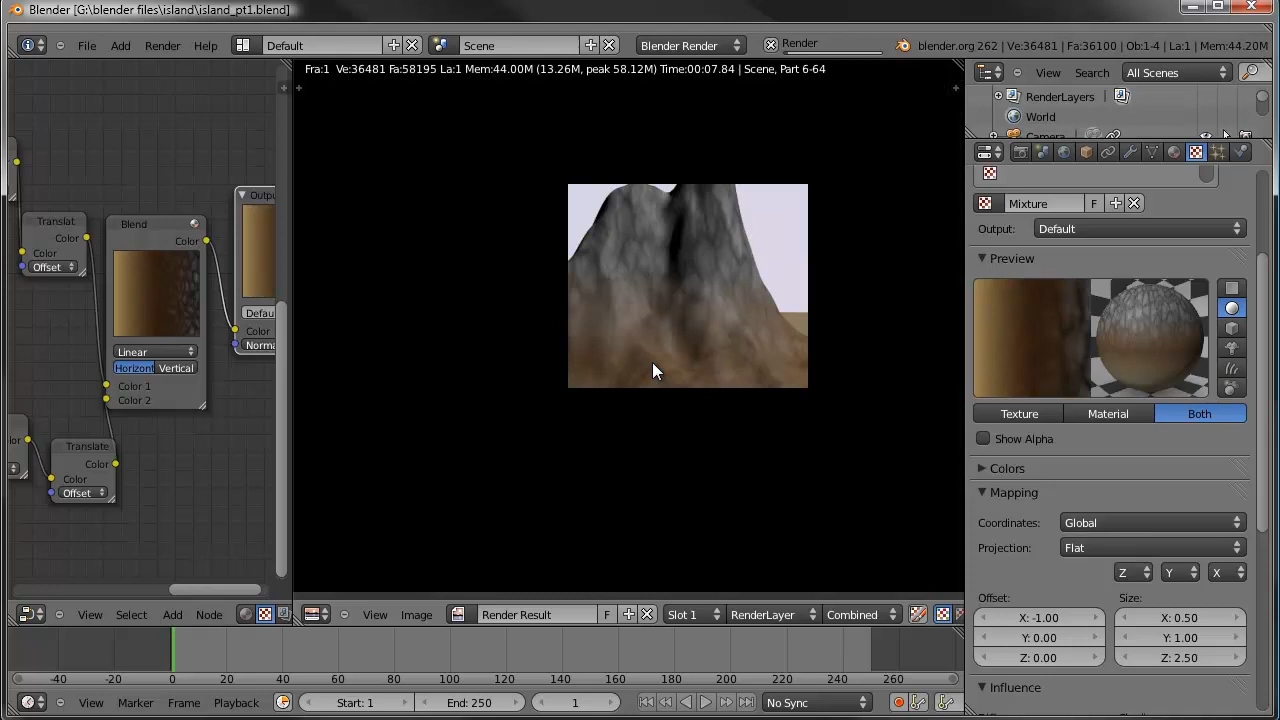 Blender [G:\blender files\island\island_pt1.blend]
File Add Render Help Default Scene Blender Render Render blender.org 262 | Ve:36481 | Fa:36100 | Ob:1-4 | La:1 | Mem:44.20M
Fra:1 Ve:36481 Fa:58195 La:1 Mem:44.00M (13.26M, peak 58.12M) Time:00:07.84 | Scene, Part 6-64
View Search All Scenes
RenderLayers
World
Camera
Mixture F
Output: Default
Preview
Texture Material Both
Show Alpha
Colors
Mapping
Coordinates: Global
Projection: Flat
Z Y X
Offset: Size:
X: -1.00 X: 0.50
Y: 0.00 Y: 1.00
Z: 0.00 Z: 2.50
Influence
Translat
Color
Color
Offset
Blend
Color
Linear
Horizont Vertical
Color 1
Color 2
Outpu
Defau
Color
Norma
Translate
Color
Color
Offset
View Select Add Node
View Image Render Result F Slot 1 RenderLayer Combined
-40 -20 0 20 40 60 80 100 120 140 160 180 200 220 240 260
View Marker Frame Playback Start: 1 End: 250 1 No Sync